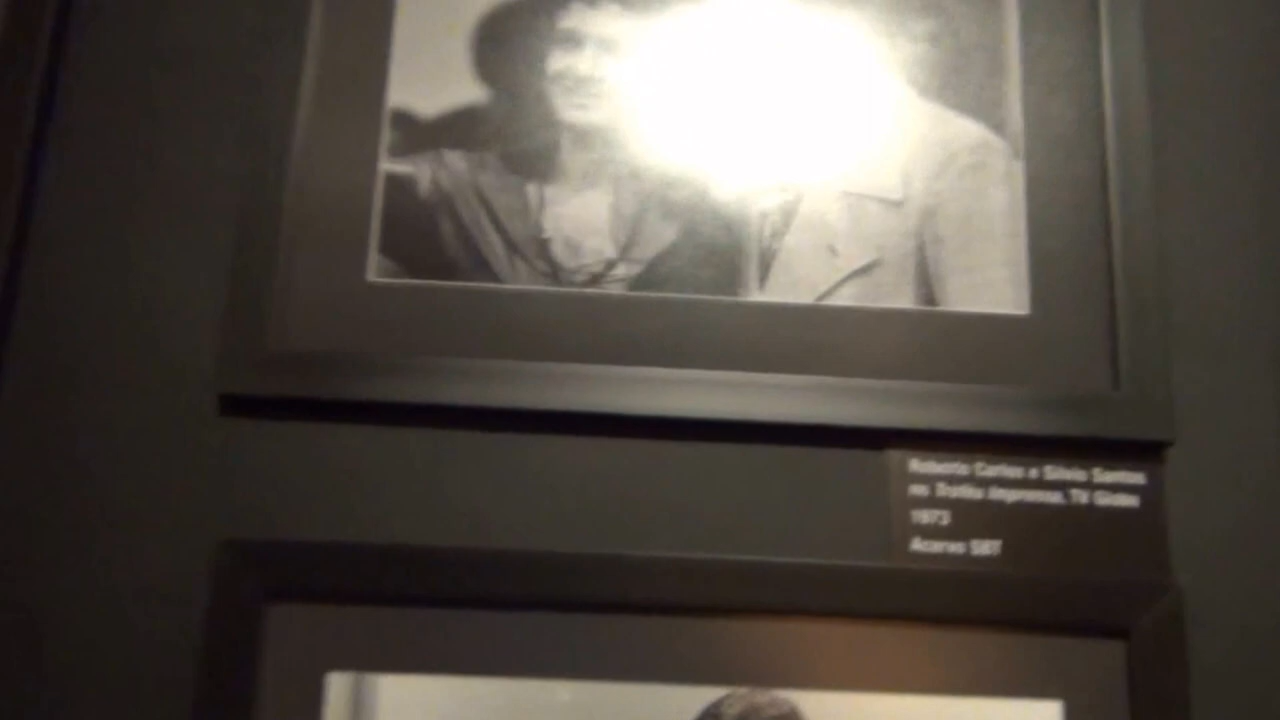 Roberto Carlos e Silvio Santos
no Troféu Imprensa, TV Globo
1973
Acervo SBT